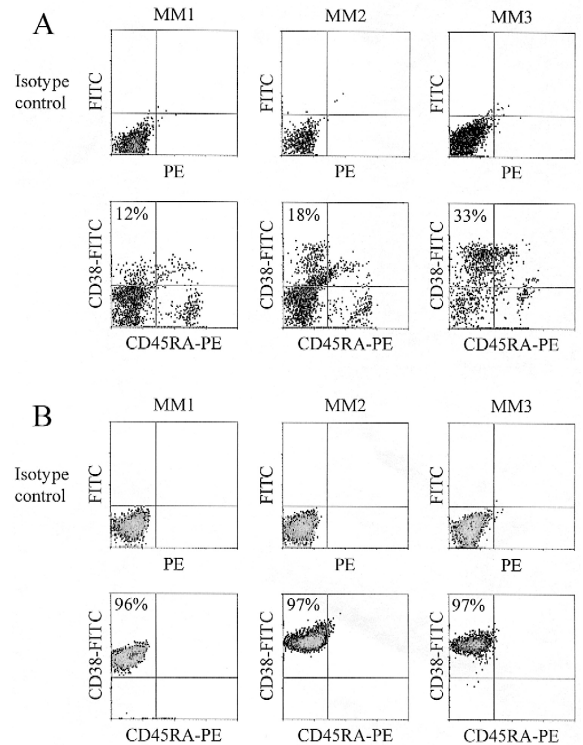 A
MM1 MM2 MM3
Isotype
control
FITC FITC FITC
PE PE PE
12% 18% 33%
CD38-FITC CD38-FITC CD38-FITC
CD45RA-PE CD45RA-PE CD45RA-PE
B
MM1 MM2 MM3
Isotype
control
FITC FITC FITC
PE PE PE
96% 97% 97%
CD38-FITC CD38-FITC CD38-FITC
CD45RA-PE CD45RA-PE CD45RA-PE